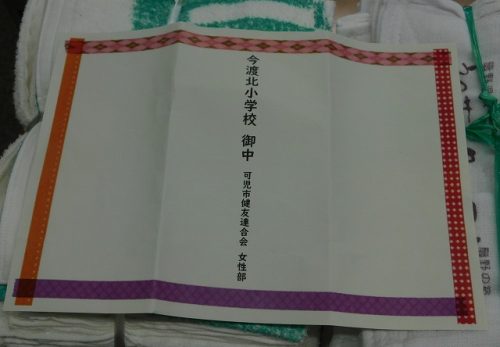 今渡北小学校 御中
可児市健友連合会 女性部